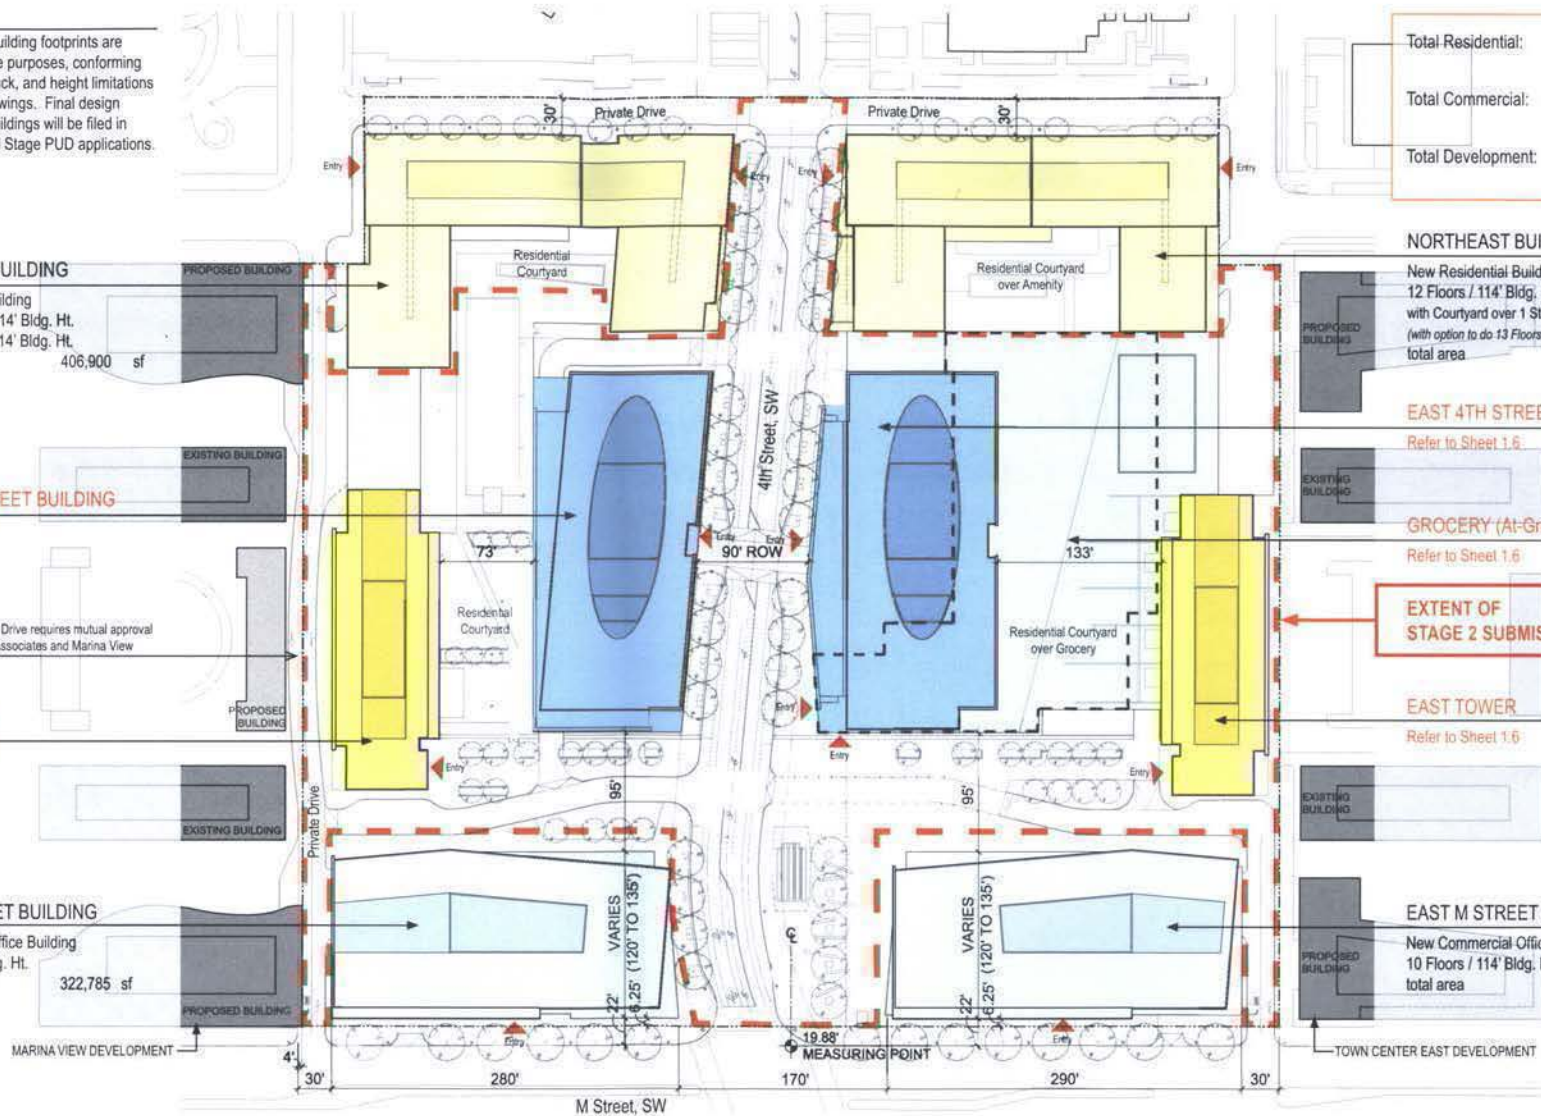 uilding footprints are
e purposes, conforming
ck, and height limitations
wings. Final design
ildings will be filed in
l Stage PUD applications.
Total Residential:
Total Commercial:
Total Development:
30'
Private Drive
Private Drive
30'
Entry
Entry
Entry
Entry
UILDING
ilding
14' Bldg. Ht.
14' Bldg. Ht.
406,900 sf
PROPOSED BUILDING
Residential
Courtyard
Residential Courtyard
over Amenity
NORTHEAST BUI
New Residential Build
12 Floors / 114' Bldg.
with Courtyard over 1 St
(with option to do 13 Floors
total area
PROPOSED
BUILDING
4th Street, SW
EAST 4TH STREE
Refer to Sheet 1.6
EXISTING BUILDING
EET BUILDING
EXISTING
BUILDING
GROCERY (At-Gr
Refer to Sheet 1.6
73'
Entry
Entry
90' ROW
133'
Drive requires mutual approval
ssociates and Marina View
Residential
Courtyard
Residential Courtyard
over Grocery
EXTENT OF
STAGE 2 SUBMIS
PROPOSED
BUILDING
Entry
EAST TOWER
Refer to Sheet 1.6
Entry
Entry
Entry
95'
95'
EXISTING BUILDING
Private Drive
EXISTING
BUILDING
ET BUILDING
ffice Building
g. Ht.
322,785 sf
PROPOSED BUILDING
VARIES
(120' TO 135')
22'
6.25'
℄
VARIES
(120' TO 135')
22'
6.25'
EAST M STREET
New Commercial Offic
10 Floors / 114' Bldg.
total area
PROPOSED
BUILDING
MARINA VIEW DEVELOPMENT
Entry
19.88'
MEASURING POINT
Entry
TOWN CENTER EAST DEVELOPMENT
4'
30'
280'
170'
290'
30'
M Street, SW